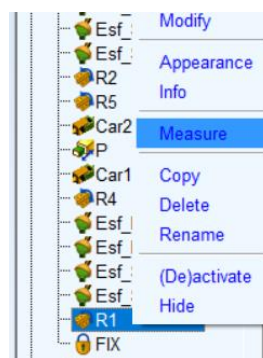 Modify
Esf_
Esf_
Appearance
R2
Info
R5
Car2
Measure
P
Car1
Copy
R4
Delete
Esf_
Rename
Esf_
Esf_
(De)activate
Esf_
Hide
R1
FIX